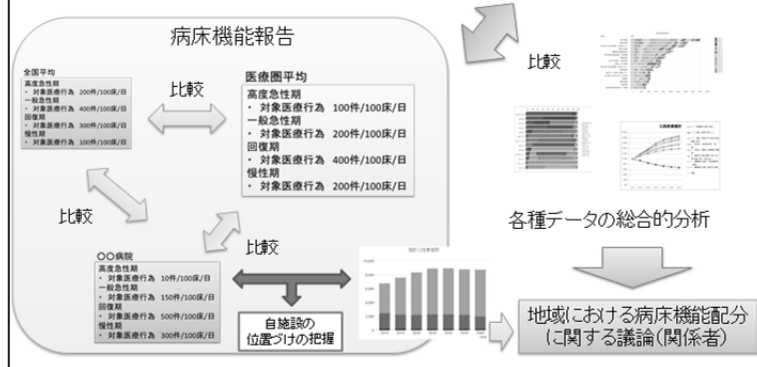 病床機能報告
比較
全国平均
高度急性期
・ 対象医療行為 200件/100床/日
一般急性期
・ 対象医療行為 400件/100床/日
回復期
・ 対象医療行為 300件/100床/日
慢性期
・ 対象医療行為 100件/100床/日
比較
医療圏平均
高度急性期
・ 対象医療行為 100件/100床/日
一般急性期
・ 対象医療行為 200件/100床/日
回復期
・ 対象医療行為 400件/100床/日
慢性期
・ 対象医療行為 200件/100床/日
比較
比較
〇〇病院
高度急性期
・ 対象医療行為 10件/100床/日
一般急性期
・ 対象医療行為 150件/100床/日
回復期
・ 対象医療行為 500件/100床/日
慢性期
・ 対象医療行為 300件/100床/日
自施設の
位置づけの把握
10,000
8,000
6,000
4,000
2,000
0
各種データの総合的分析
地域における病床機能配分
に関する議論(関係者)